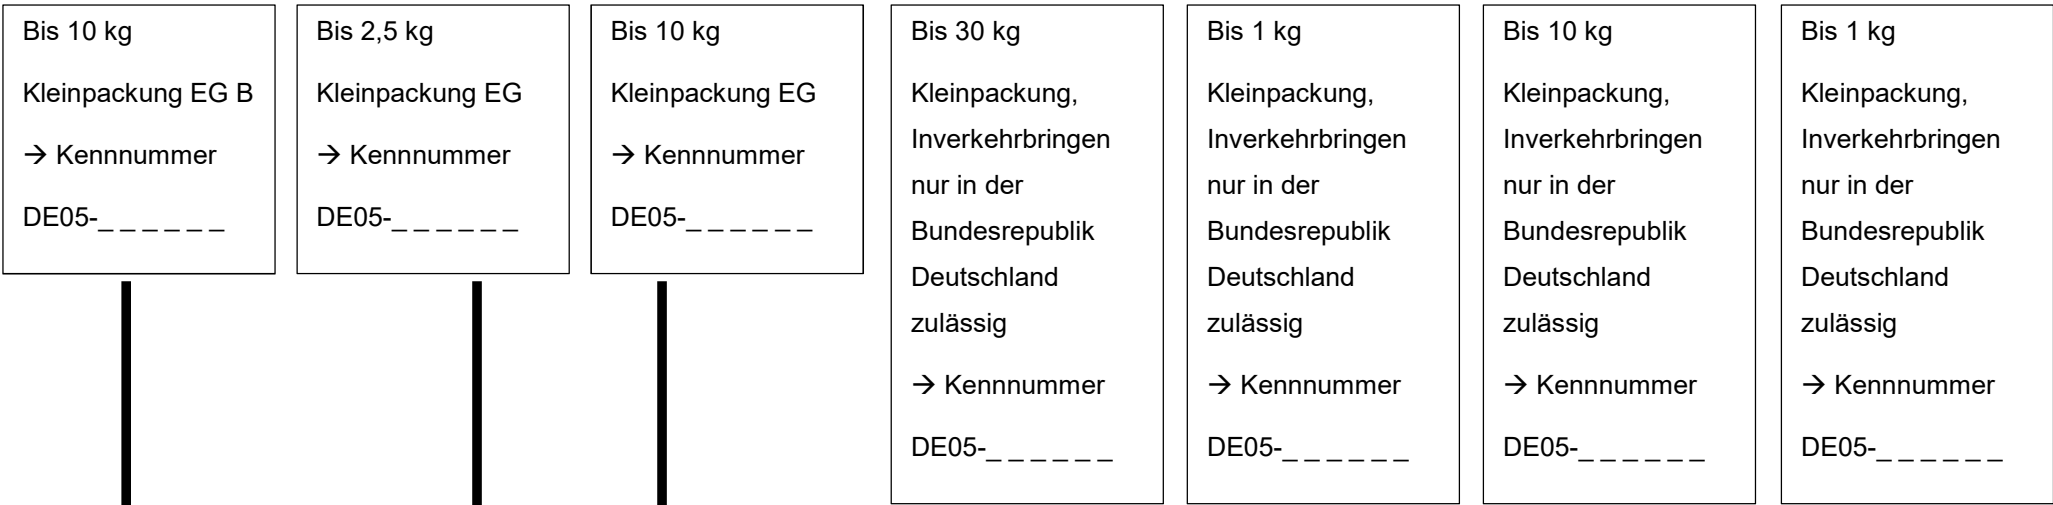 Bis 10 kg
Kleinpackung EG B
→ Kennnummer
DE05-_ _ _ _ _ _
Bis 2,5 kg
Kleinpackung EG
→ Kennnummer
DE05-_ _ _ _ _ _
Bis 10 kg
Kleinpackung EG
→ Kennnummer
DE05-_ _ _ _ _ _
Bis 30 kg
Kleinpackung,
Inverkehrbringen
nur in der
Bundesrepublik
Deutschland
zulässig
→ Kennnummer
DE05-_ _ _ _ _ _
Bis 1 kg
Kleinpackung,
Inverkehrbringen
nur in der
Bundesrepublik
Deutschland
zulässig
→ Kennnummer
DE05-_ _ _ _ _ _
Bis 10 kg
Kleinpackung,
Inverkehrbringen
nur in der
Bundesrepublik
Deutschland
zulässig
→ Kennnummer
DE05-_ _ _ _ _ _
Bis 1 kg
Kleinpackung,
Inverkehrbringen
nur in der
Bundesrepublik
Deutschland
zulässig
→ Kennnummer
DE05-_ _ _ _ _ _